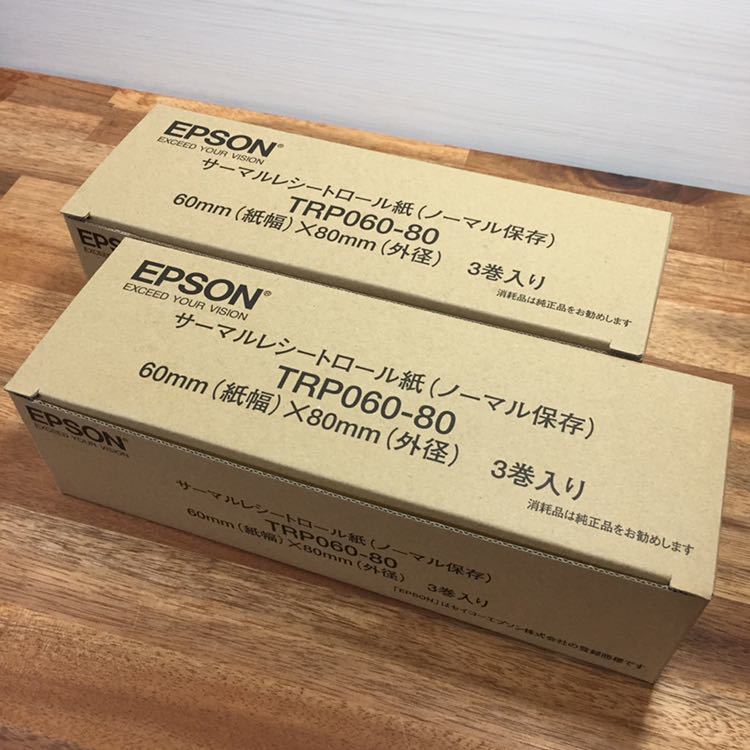 EPSON®
EXCEED YOUR VISION
サーマルレシートロール紙(ノーマル保存)
TRP060-80
60mm(紙幅)×80mm(外径) 3巻入り
消耗品は純正品をお勧めします
EPSON
EPSON®
EXCEED YOUR VISION
サーマルレシートロール紙(ノーマル保存)
TRP060-80
60mm(紙幅)×80mm(外径) 3巻入り
消耗品は純正品をお勧めします
EPSON®
EXCEED YOUR VISION
サーマルレシートロール紙(ノーマル保存)
TRP060-80
60mm(紙幅)×80mm(外径) 3巻入り
「EPSON」はセイコーエプソン株式会社の登録商標です